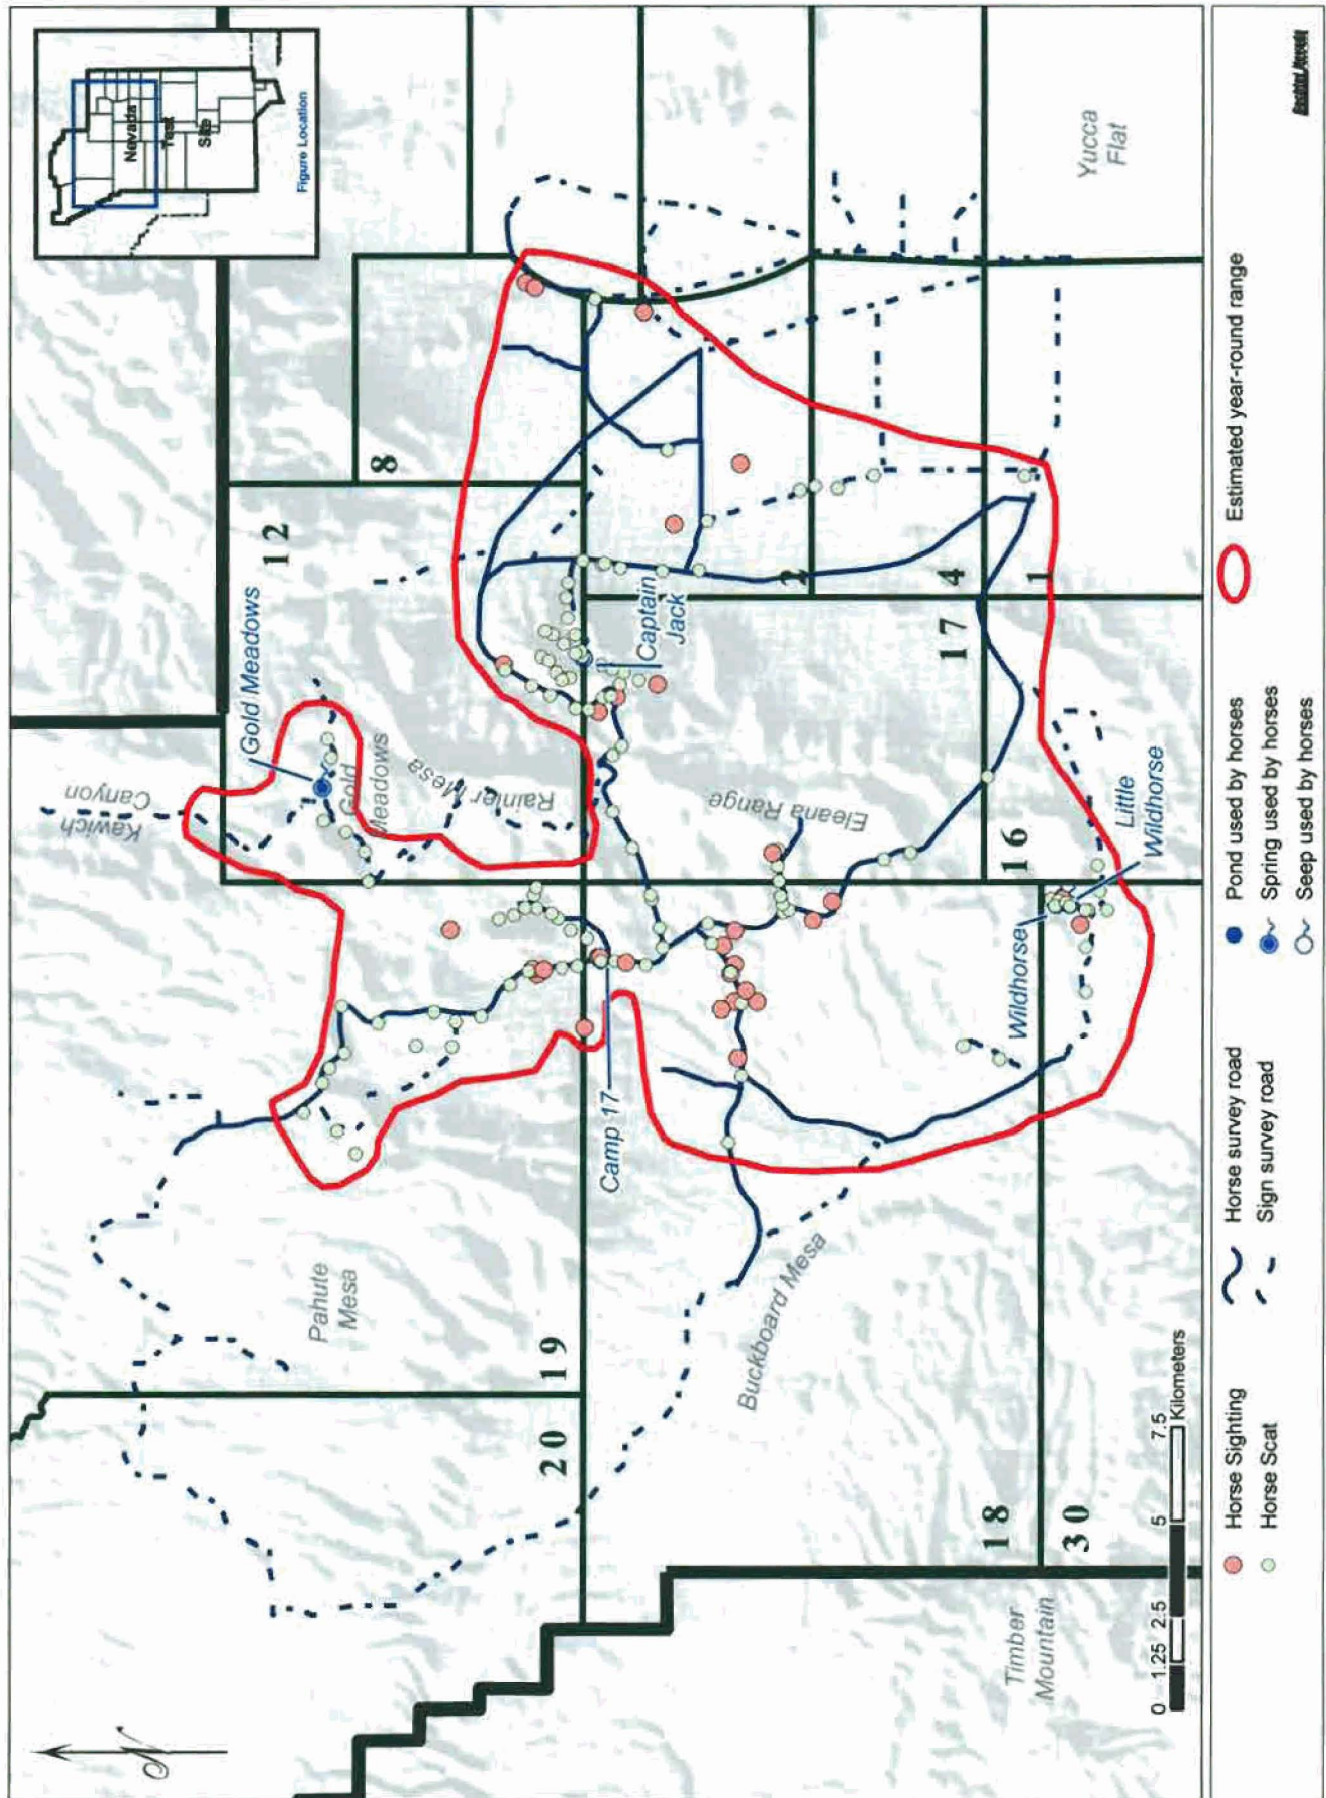 N
Nevada
Test
Site
Figure Location
Kawich
Canyon
Gold Meadows
Gold
Meadows
12
8
Rainier Mesa
Pahute
Mesa
19
20
Captain
Jack
Camp 17
Eleana Range
2
4
17
1
16
Yucca
Flat
Buckboard Mesa
Wildhorse
Little
Wildhorse
18
30
Timber
Mountain
0 1.25 2.5 5 7.5
Kilometers
Horse Sighting
Horse Scat
Horse survey road
Sign survey road
Pond used by horses
Spring used by horses
Seep used by horses
Estimated year-round range